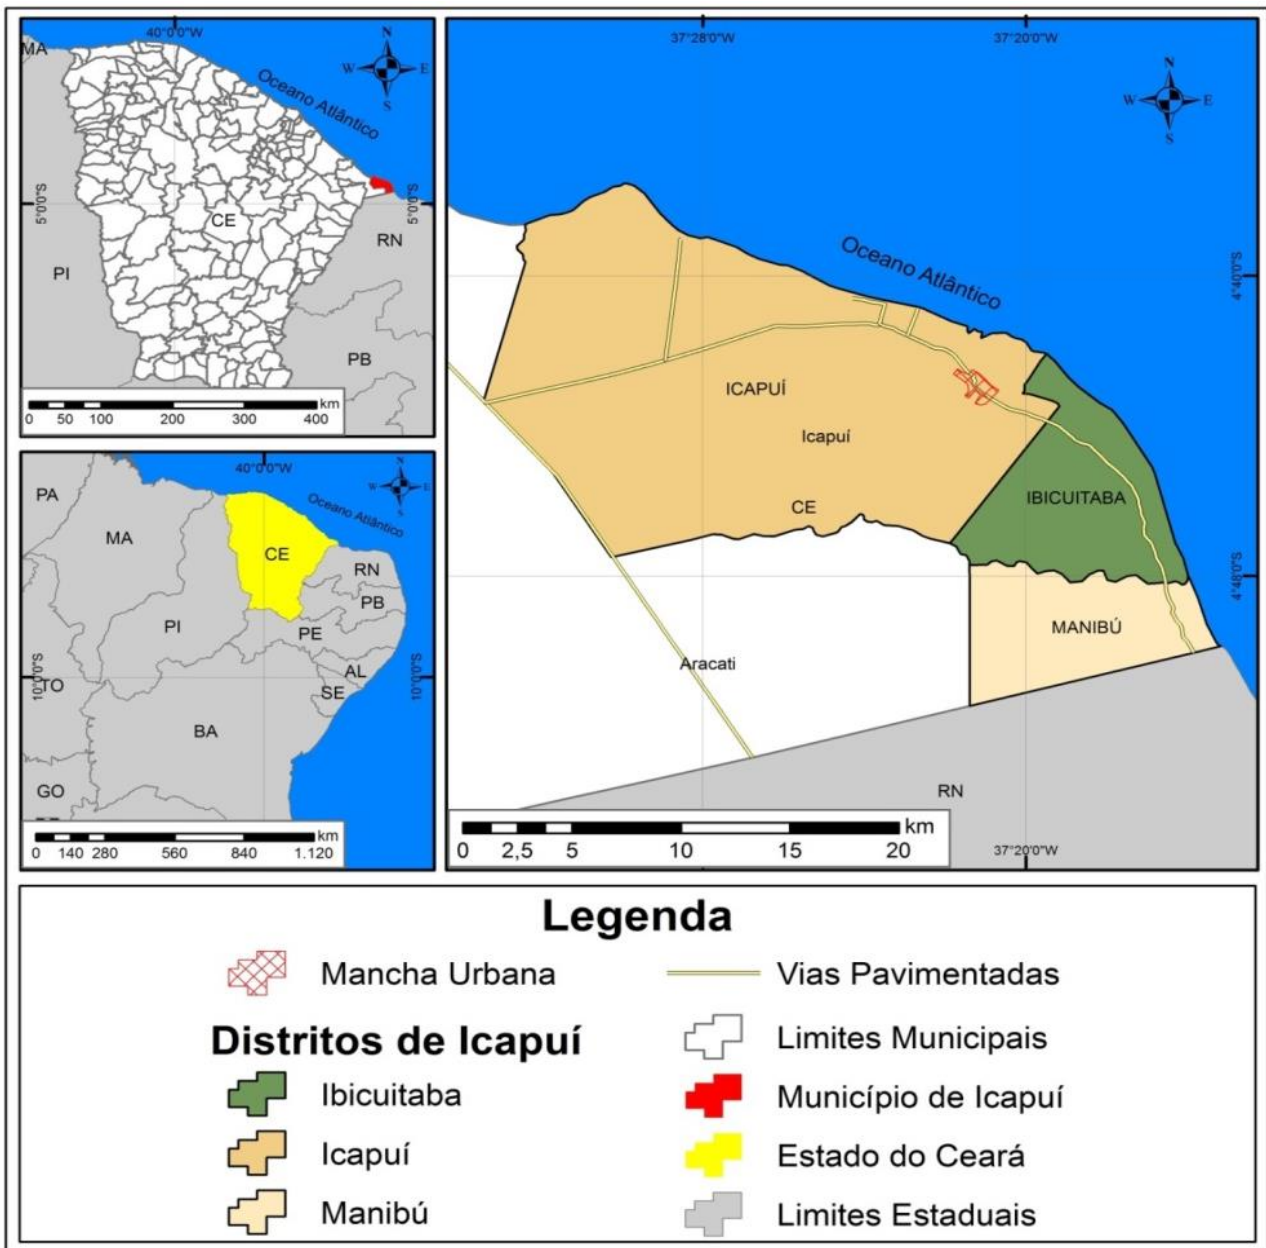 40°0'0"W
MA
N
W E
S
Oceano Atlântico
5°0'0"S
5°0'0"S
CE
RN
PI
PB
km
0 50 100 200 300 400
40°0'0"W
N
W E
S
Oceano Atlântico
PA
MA
CE
RN
PB
PI
PE
AL
SE
TO
10°0'0"S
10°0'0"S
BA
GO
km
0 140 280 560 840 1.120
37°28'0"W
37°20'0"W
N
W E
S
Oceano Atlântico
4°40'0"S
ICAPUÍ
Icapuí
CE
IBICUITABA
4°48'0"S
MANIBÚ
Aracati
RN
km
0 2,5 5 10 15 20
37°20'0"W
Legenda
Mancha Urbana
Vias Pavimentadas
Distritos de Icapuí
Limites Municipais
Ibicuitaba
Município de Icapuí
Icapuí
Estado do Ceará
Manibú
Limites Estaduais